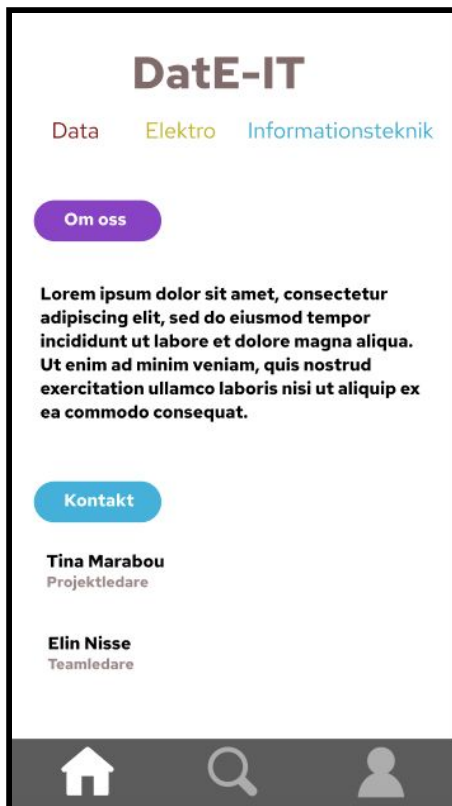 DatE-IT
Data Elektro Informationsteknik
Om oss
Lorem ipsum dolor sit amet, consectetur
adipiscing elit, sed do eiusmod tempor
incididunt ut labore et dolore magna aliqua.
Ut enim ad minim veniam, quis nostrud
exercitation ullamco laboris nisi ut aliquip ex
ea commodo consequat.
Kontakt
Tina Marabou
Projektledare
Elin Nisse
Teamledare